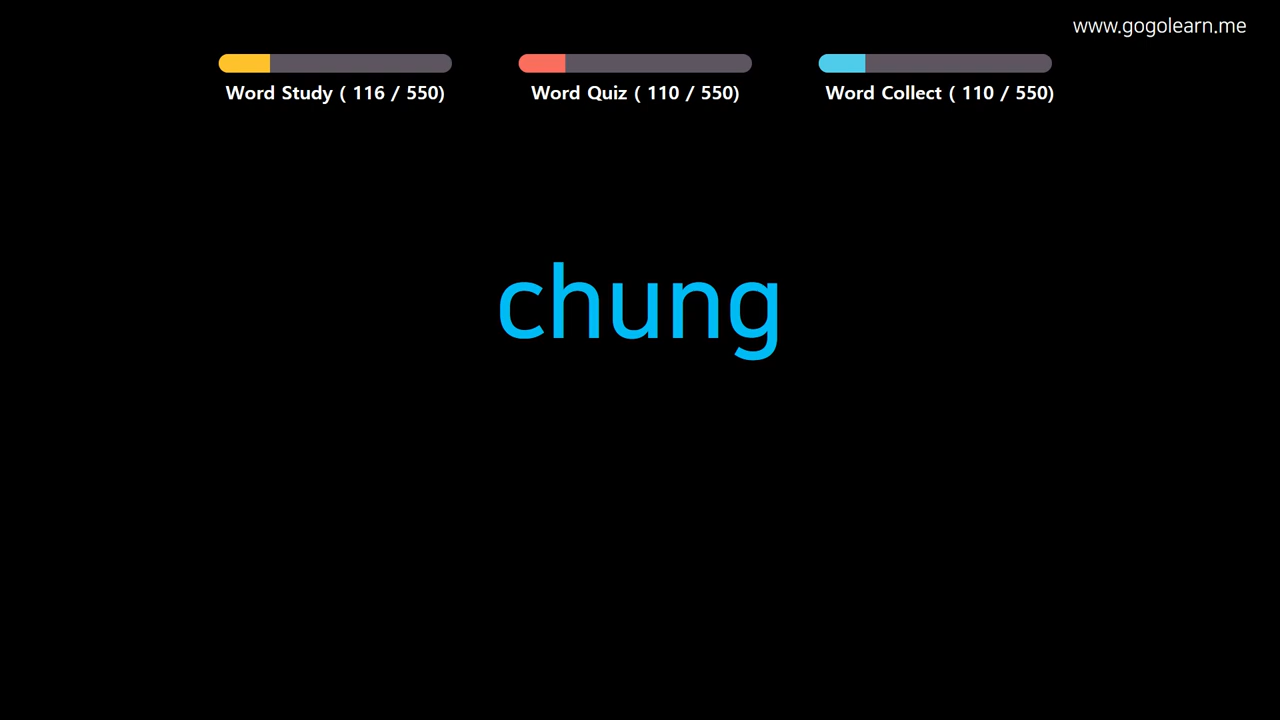 www.gogolearn.me
Word Study ( 116 / 550)
Word Quiz ( 110 / 550)
Word Collect ( 110 / 550)
chung